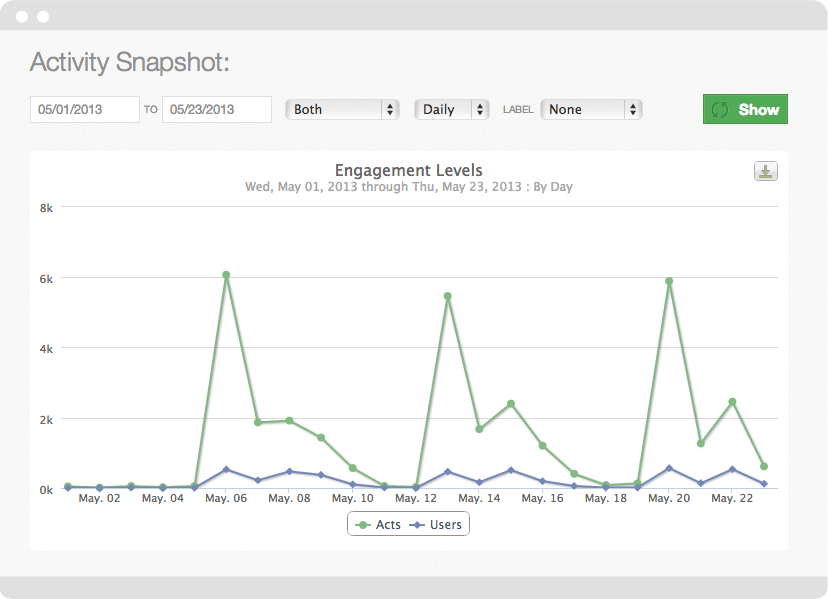 Activity Snapshot:
05/01/2013 TO 05/23/2013 Both Daily LABEL None Show
Engagement Levels
Wed, May 01, 2013 through Thu, May 23, 2013 : By Day
8k
6k
4k
2k
0k
May. 02 May. 04 May. 06 May. 08 May. 10 May. 12 May. 14 May. 16 May. 18 May. 20 May. 22
Acts Users